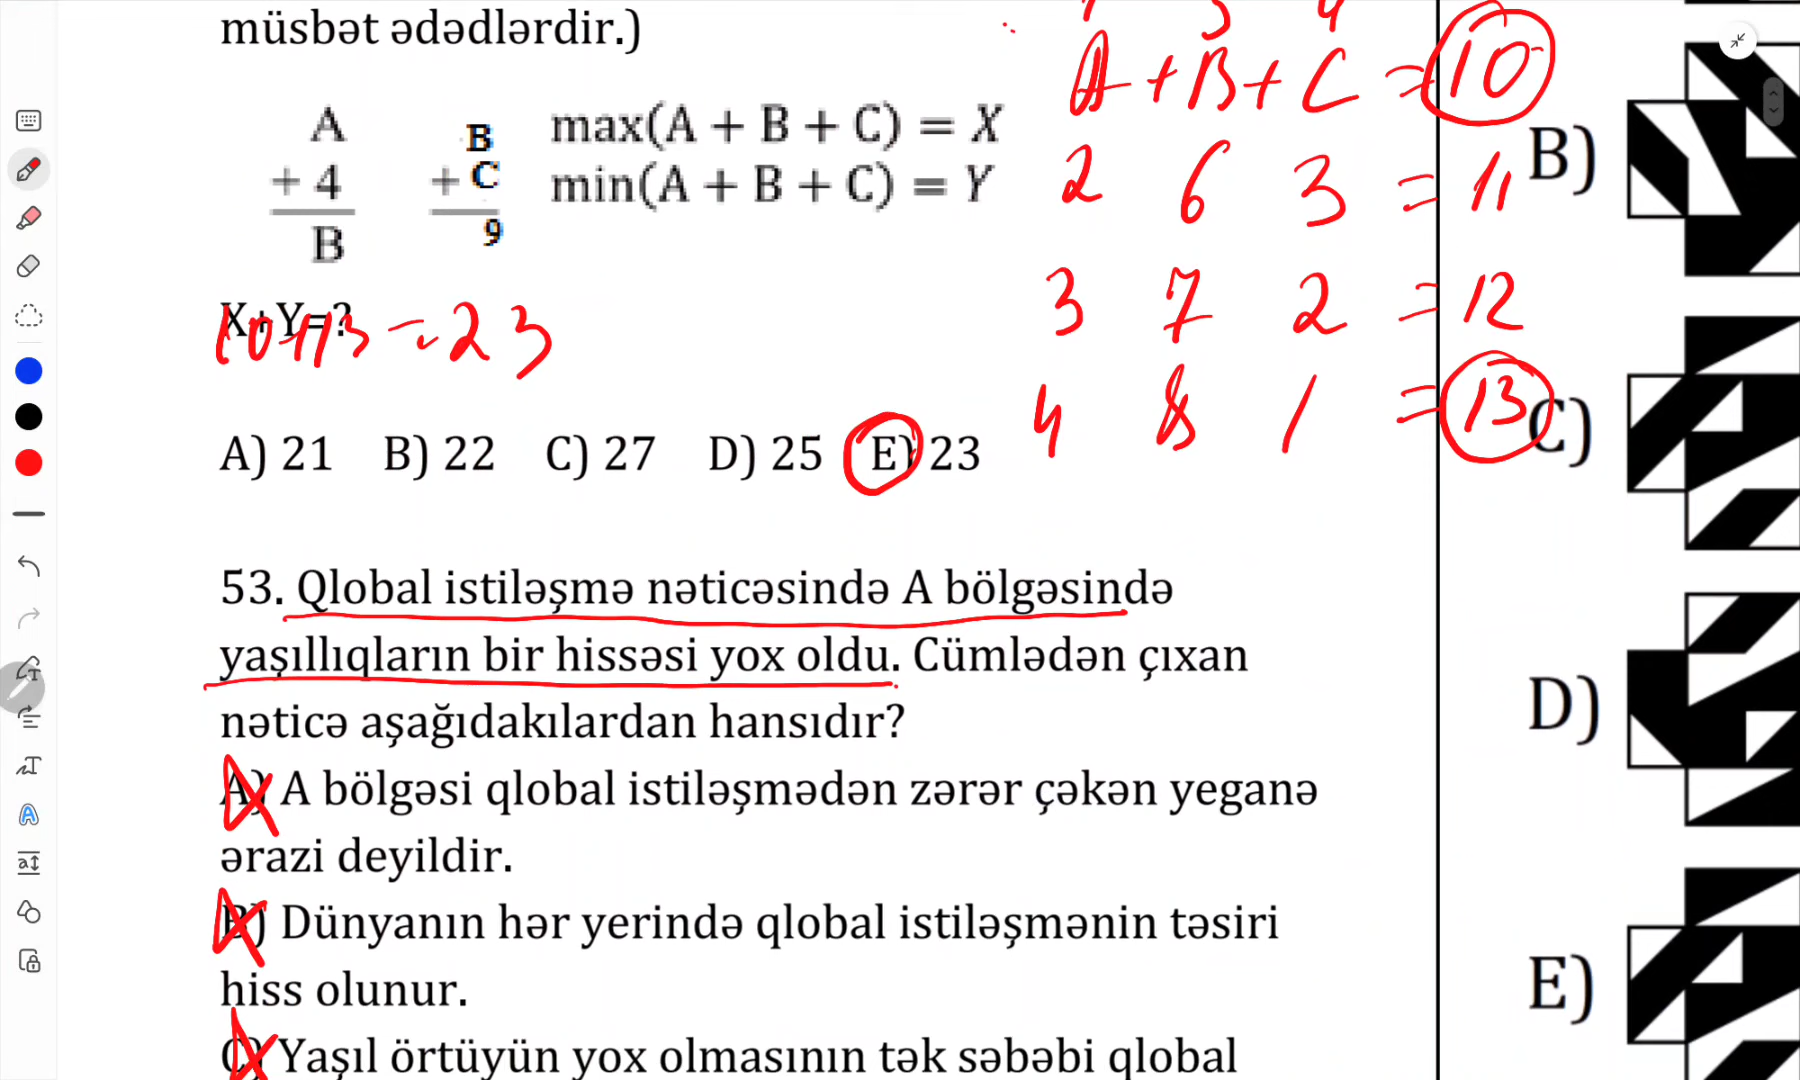 müsbət ədədlərdir.)
A
+ 4
B
B
+ C
9
max(A + B + C) = X
min(A + B + C) = Y
X+Y=?
10+13=23
A) 21 B) 22 C) 27 D) 25 E) 23
A + B + C = 10
2 6 3 = 11
3 7 2 = 12
4 8 1 = 13
53. Qlobal istiləşmə nəticəsində A bölgəsində
yaşıllıqların bir hissəsi yox oldu. Cümlədən çıxan
nəticə aşağıdakılardan hansıdır?
A) A bölgəsi qlobal istiləşmədən zərər çəkən yeganə
ərazi deyildir.
B) Dünyanın hər yerində qlobal istiləşmənin təsiri
hiss olunur.
C) Yaşıl örtüyün yox olmasının tək səbəbi qlobal
B)
C)
D)
E)